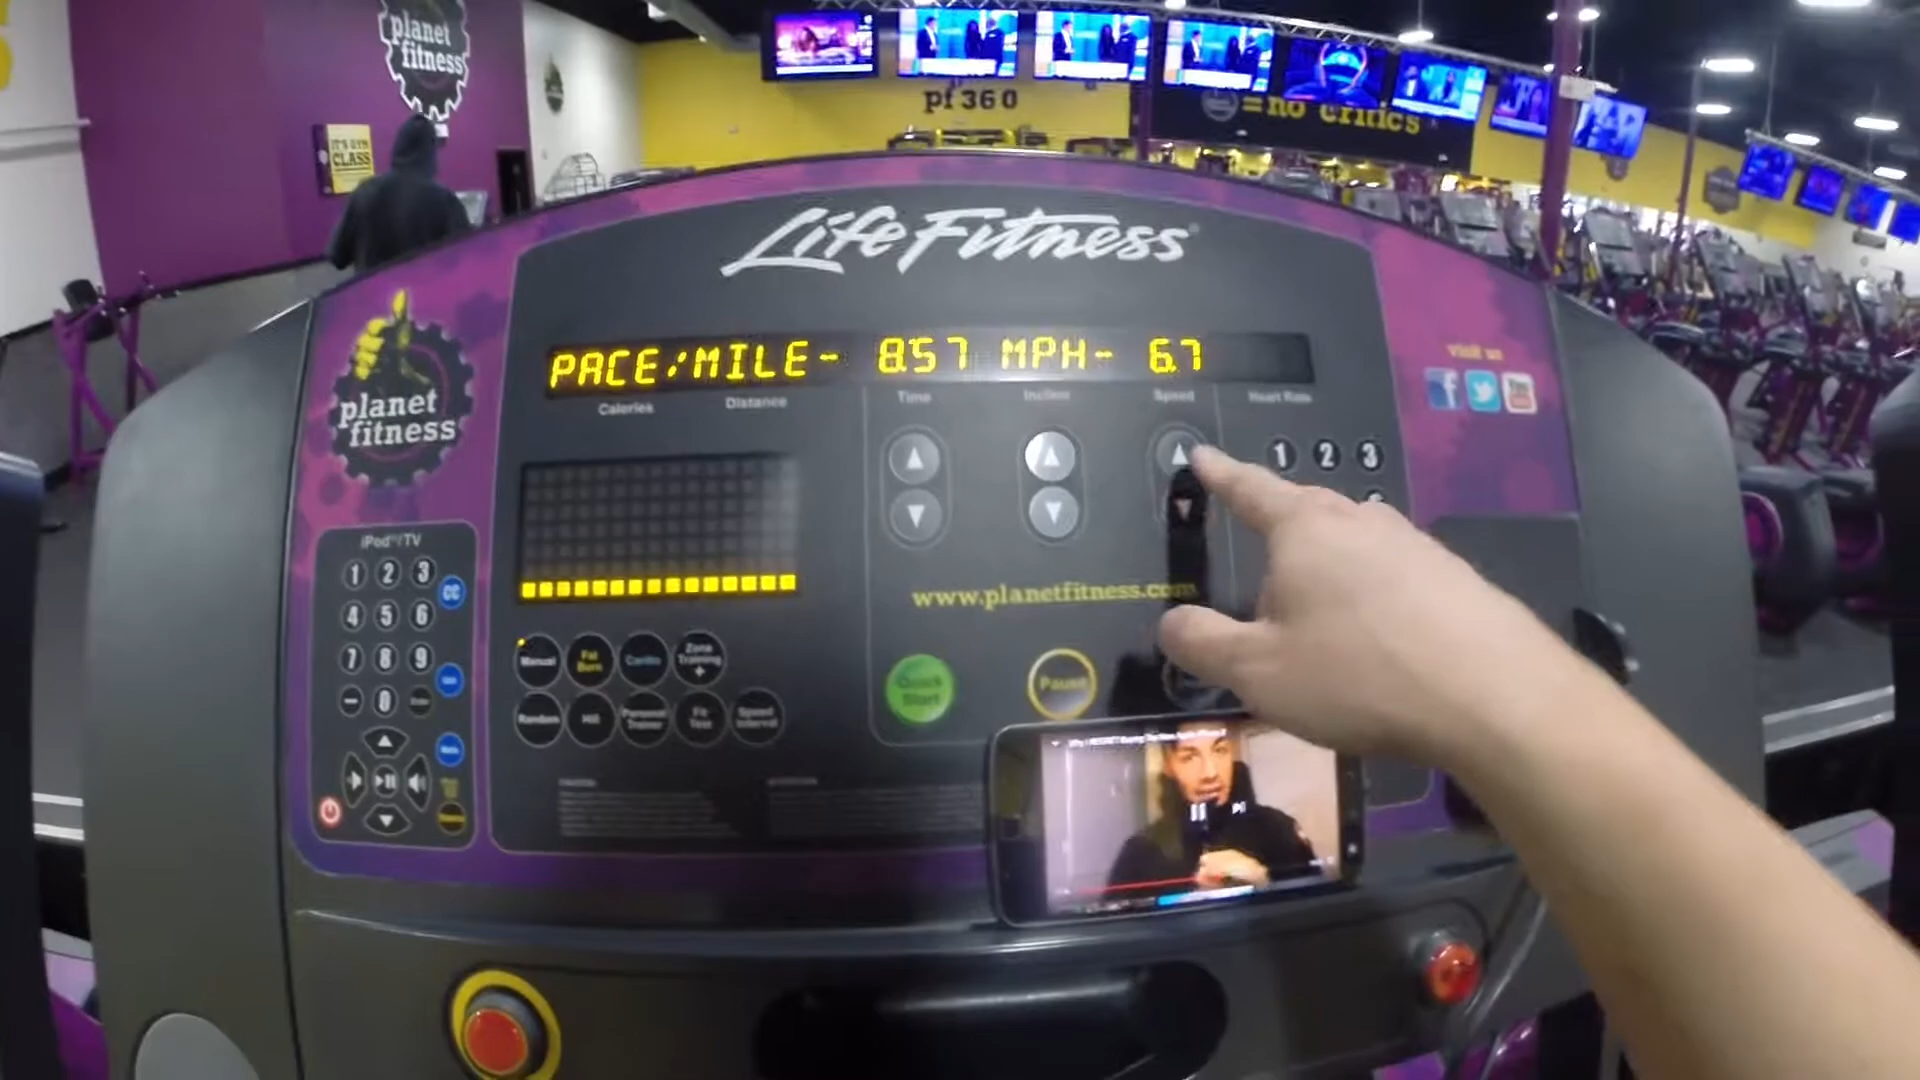 planet
fitness
IT'S GYM
CLASS
pf 360
=no critics
LifeFitness
PACE/MILE- 8:57 MPH- 6.7
Calories Distance Time Incline Speed Heart Rate
visit us
planet
fitness
1 2 3
iPod/TV
1 2 3
CC
4 5 6
7 8 9
0
www.planetfitness.com
Manual Fat Burn Cardio Zone Training +
Random Hill Personal Trainer Fit Test Speed Interval
Quick Start
Pause